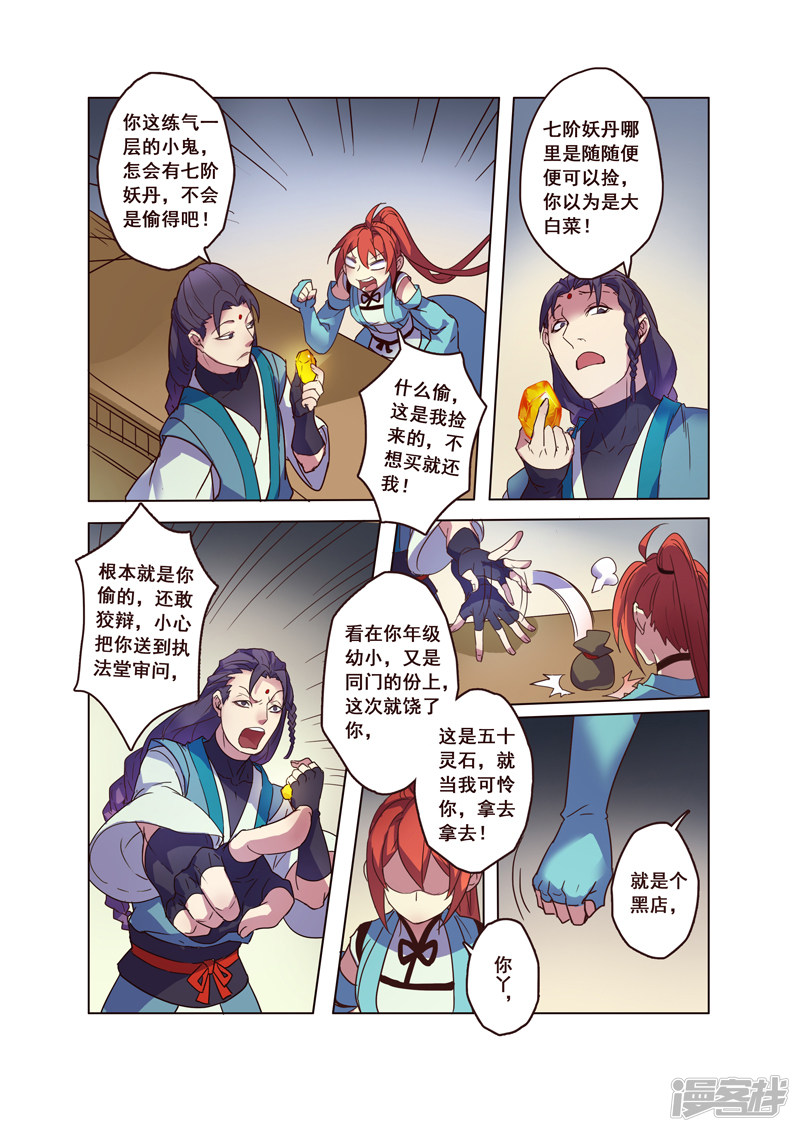 你这练气一
层的小鬼，
怎会有七阶
妖丹，不会
是偷得吧！
什么偷，
这是我捡
来的，不
想买就还
我！
七阶妖丹哪
里是随随便
便可以捡，
你以为是大
白菜！
根本就是你
偷的，还敢
狡辩，小心
把你送到执
法堂审问，
看在你年级
幼小，又是
同门的份上，
这次就饶了
你，
这是五十
灵石，就
当我可怜
你，拿去
拿去！
你
丫，
就是个
黑店，
漫客栈